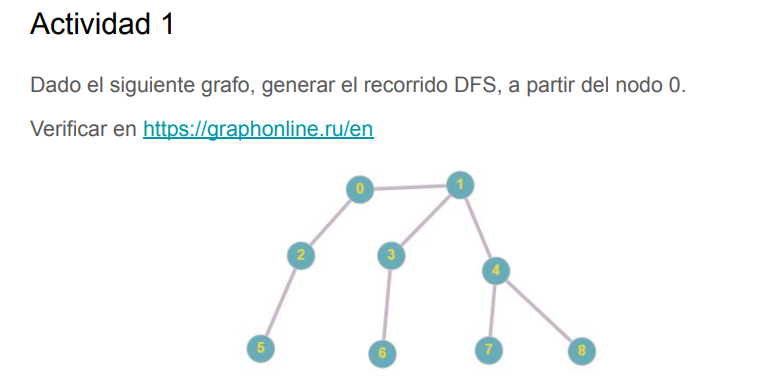 Actividad 1
Dado el siguiente grafo, generar el recorrido DFS, a partir del nodo 0.
Verificar en https://graphonline.ru/en
0 1
2 3 4
5 6 7 8